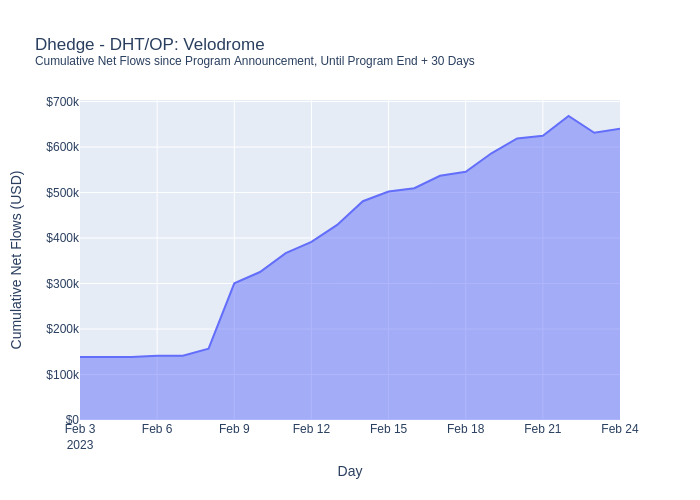 Dhedge - DHT/OP: Velodrome
Cumulative Net Flows since Program Announcement, Until Program End + 30 Days
Cumulative Net Flows (USD)
$700k
$600k
$500k
$400k
$300k
$200k
$100k
$0
Feb 3 Feb 6 Feb 9 Feb 12 Feb 15 Feb 18 Feb 21 Feb 24
2023
Day